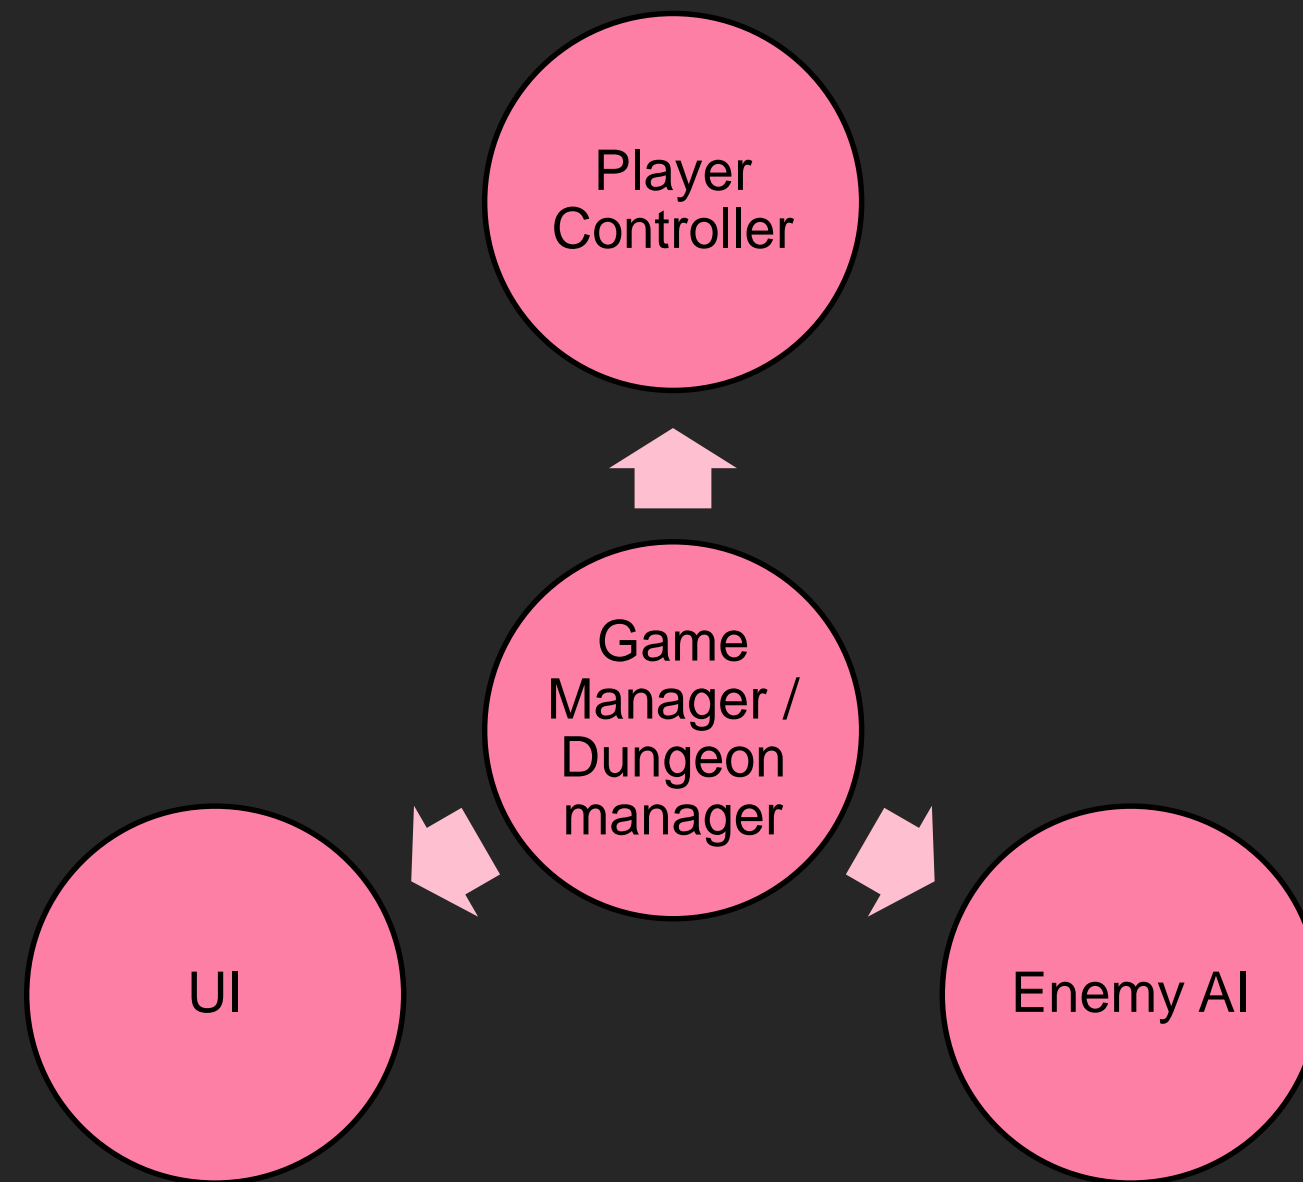 Player
Controller
Game
Manager /
Dungeon
manager
UI
Enemy AI